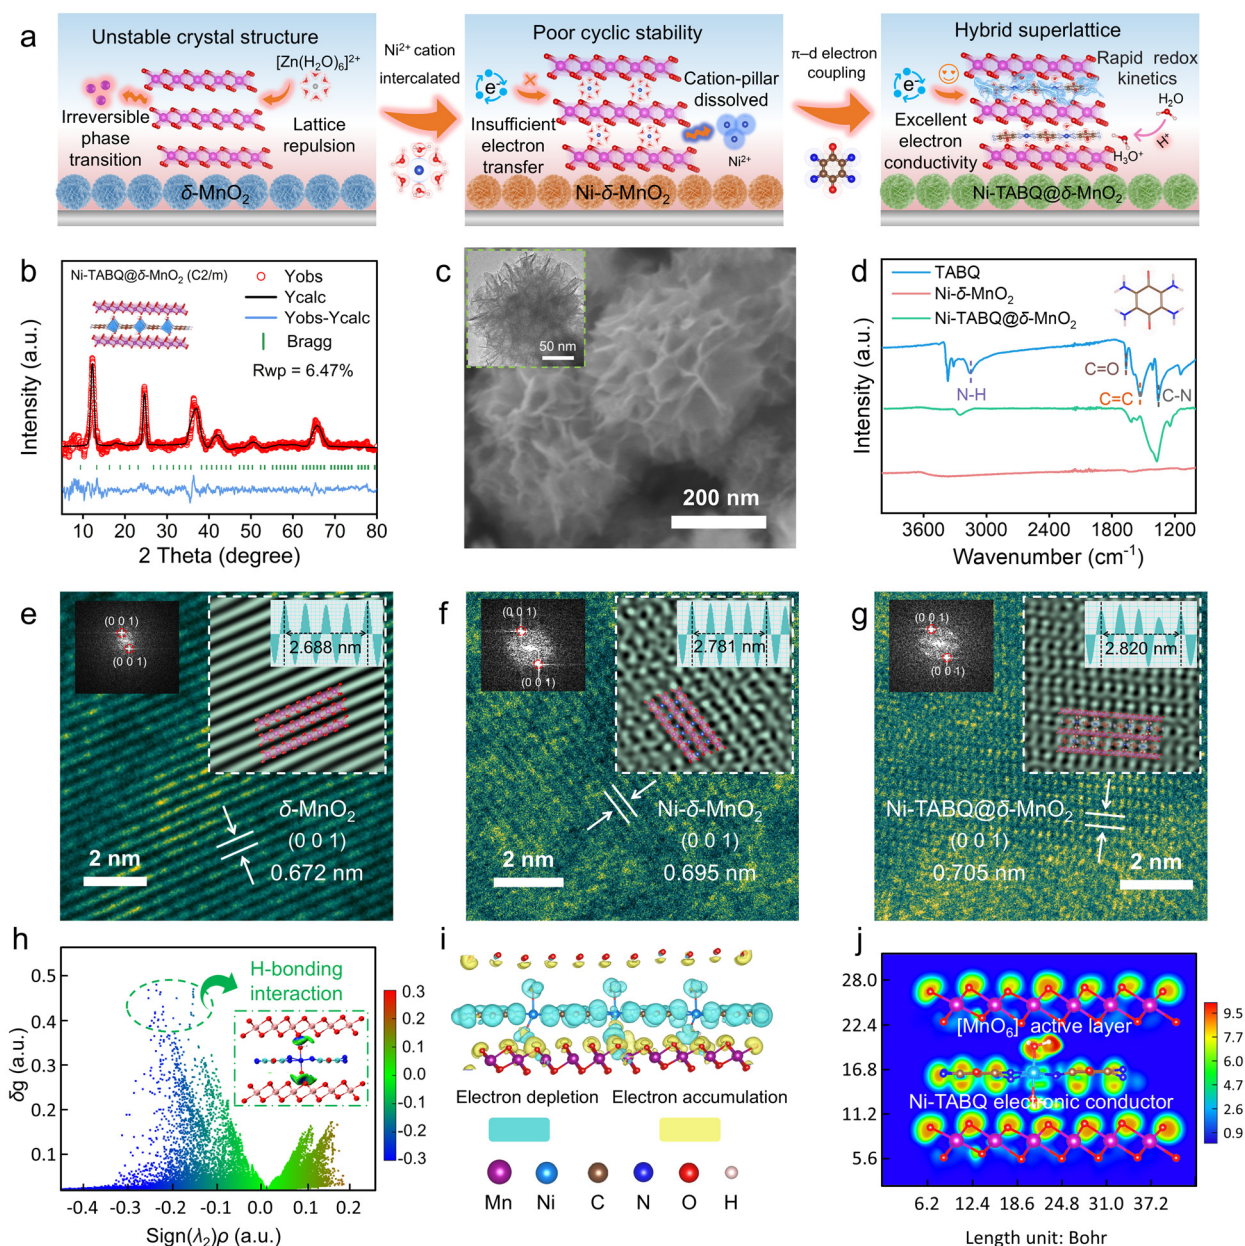 a
Unstable crystal structure
[Zn(H₂O)₆]²⁺
Irreversible
phase
transition
Lattice
repulsion
δ-MnO₂
Ni²⁺ cation
intercalated
Poor cyclic stability
e⁻
Insufficient
electron
transfer
Cation-pillar
dissolved
Ni²⁺
Ni-δ-MnO₂
π–d electron
coupling
Hybrid superlattice
e⁻
Rapid redox
kinetics
H₂O
H⁺
H₃O⁺
Excellent
electron
conductivity
Ni-TABQ@δ-MnO₂
b
Ni-TABQ@δ-MnO₂ (C2/m)
Yobs
Ycalc
Yobs-Ycalc
Bragg
Rwp = 6.47%
Intensity (a.u.)
10 20 30 40 50 60 70 80
2 Theta (degree)
c
50 nm
200 nm
d
TABQ
Ni-δ-MnO₂
Ni-TABQ@δ-MnO₂
N-H
C=O
C=C
C-N
Intensity (a.u.)
3600 3000 2400 1800 1200
Wavenumber (cm⁻¹)
e
(0 0 1)
(0 0 1)
2.688 nm
δ-MnO₂
(0 0 1)
0.672 nm
2 nm
f
(0 0 1)
(0 0 1)
2.781 nm
Ni-δ-MnO₂
(0 0 1)
0.695 nm
2 nm
g
(0 0 1)
(0 0 1)
2.820 nm
Ni-TABQ@δ-MnO₂
(0 0 1)
0.705 nm
2 nm
h
H-bonding
interaction
δg (a.u.)
0.5
0.4
0.3
0.2
0.1
-0.4 -0.3 -0.2 -0.1 0.0 0.1 0.2
Sign(λ₂)ρ (a.u.)
0.3
0.2
0.1
0.0
-0.1
-0.2
-0.3
i
Electron depletion Electron accumulation
Mn Ni C N O H
j
28.0
22.4
16.8
11.2
5.6
[MnO₆] active layer
Ni-TABQ electronic conductor
6.2 12.4 18.6 24.8 31.0 37.2
Length unit: Bohr
9.5
7.5
5.8
4.7
2.6
0.9